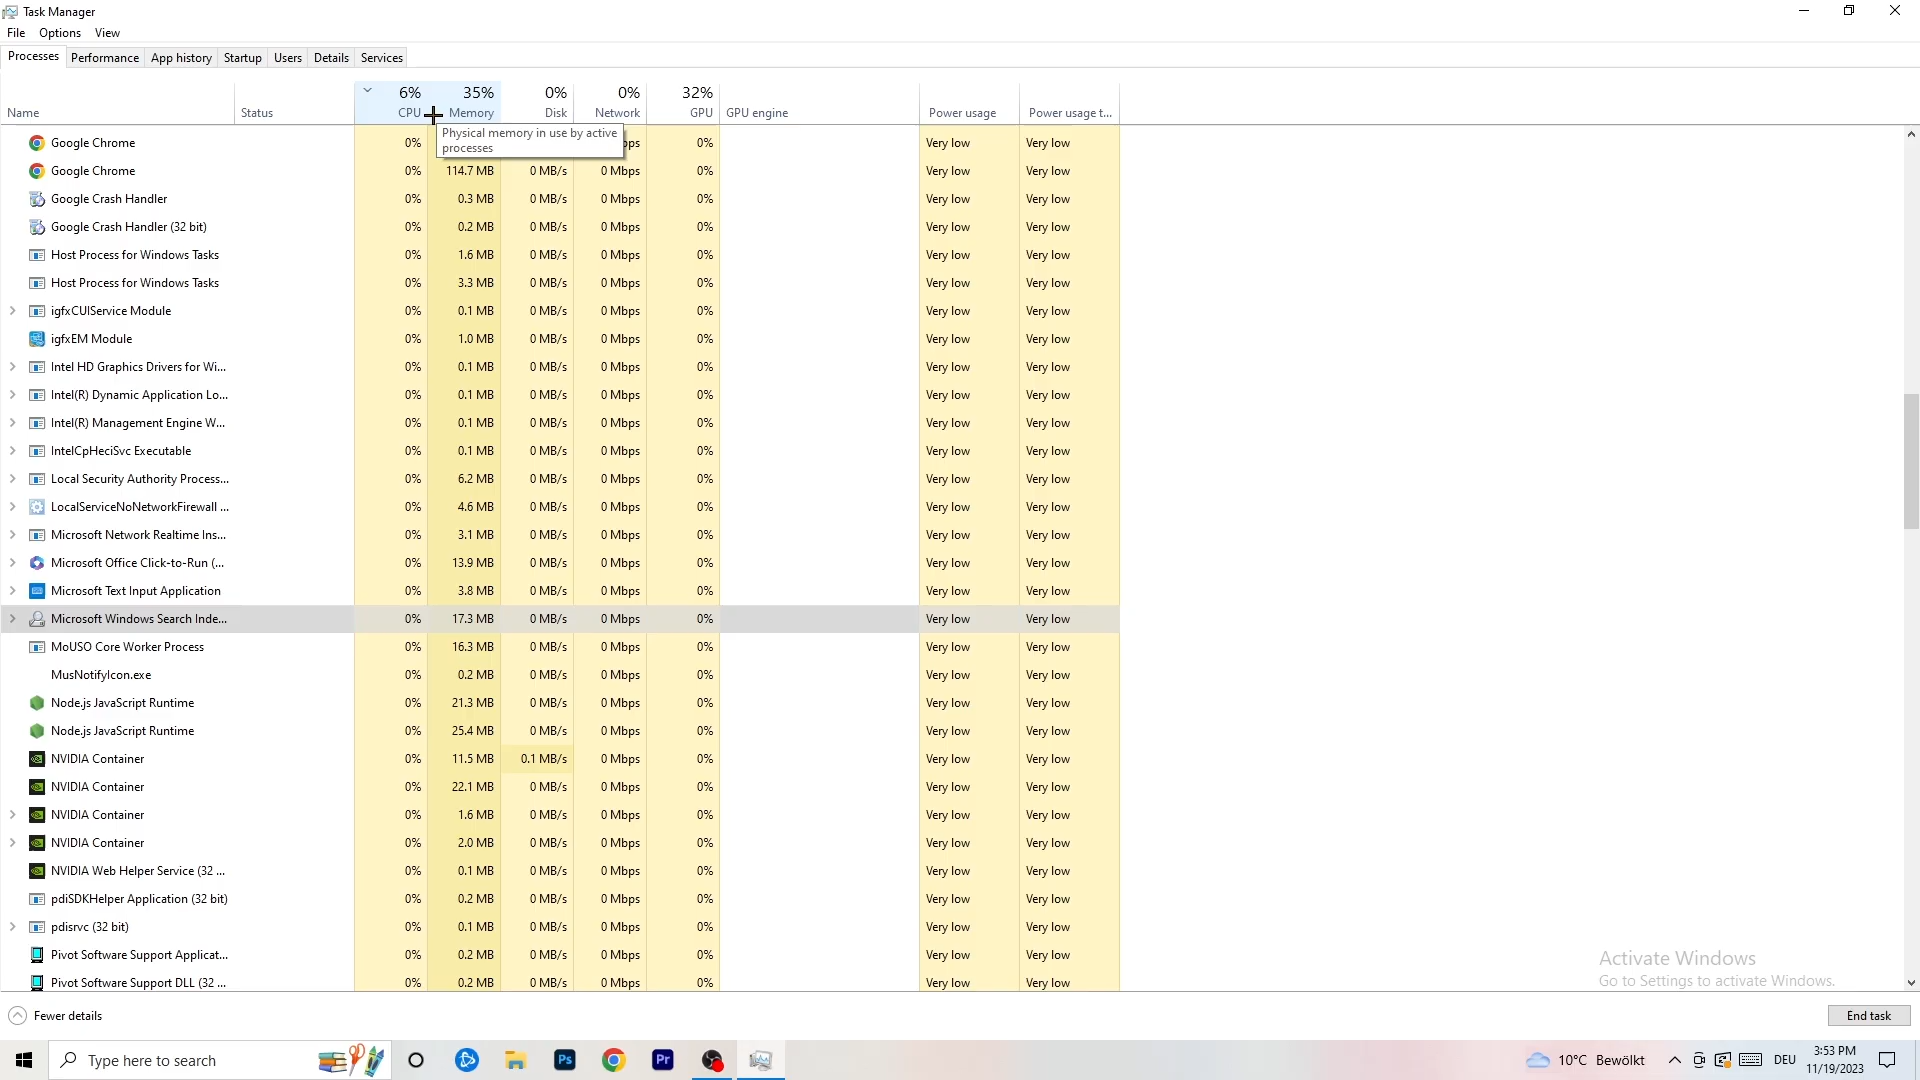 Task Manager
File Options View
Processes Performance App history Startup Users Details Services
6% 35% 0% 0% 32%
Name Status CPU Memory Disk Network GPU GPU engine Power usage Power usage t...
Physical memory in use by active
processes
Google Chrome 0% bps 0% Very low Very low
Google Chrome 0% 114.7 MB 0 MB/s 0 Mbps 0% Very low Very low
Google Crash Handler 0% 0.3 MB 0 MB/s 0 Mbps 0% Very low Very low
Google Crash Handler (32 bit) 0% 0.2 MB 0 MB/s 0 Mbps 0% Very low Very low
Host Process for Windows Tasks 0% 1.6 MB 0 MB/s 0 Mbps 0% Very low Very low
Host Process for Windows Tasks 0% 3.3 MB 0 MB/s 0 Mbps 0% Very low Very low
igfxCUIService Module 0% 0.1 MB 0 MB/s 0 Mbps 0% Very low Very low
igfxEM Module 0% 1.0 MB 0 MB/s 0 Mbps 0% Very low Very low
Intel HD Graphics Drivers for Wi... 0% 0.1 MB 0 MB/s 0 Mbps 0% Very low Very low
Intel(R) Dynamic Application Lo... 0% 0.1 MB 0 MB/s 0 Mbps 0% Very low Very low
Intel(R) Management Engine W... 0% 0.1 MB 0 MB/s 0 Mbps 0% Very low Very low
IntelCpHeciSvc Executable 0% 0.1 MB 0 MB/s 0 Mbps 0% Very low Very low
Local Security Authority Process... 0% 6.2 MB 0 MB/s 0 Mbps 0% Very low Very low
LocalServiceNoNetworkFirewall ... 0% 4.6 MB 0 MB/s 0 Mbps 0% Very low Very low
Microsoft Network Realtime Ins... 0% 3.1 MB 0 MB/s 0 Mbps 0% Very low Very low
Microsoft Office Click-to-Run (... 0% 13.9 MB 0 MB/s 0 Mbps 0% Very low Very low
Microsoft Text Input Application 0% 3.8 MB 0 MB/s 0 Mbps 0% Very low Very low
Microsoft Windows Search Inde... 0% 17.3 MB 0 MB/s 0 Mbps 0% Very low Very low
MoUSO Core Worker Process 0% 16.3 MB 0 MB/s 0 Mbps 0% Very low Very low
MusNotifyIcon.exe 0% 0.2 MB 0 MB/s 0 Mbps 0% Very low Very low
Node.js JavaScript Runtime 0% 21.3 MB 0 MB/s 0 Mbps 0% Very low Very low
Node.js JavaScript Runtime 0% 25.4 MB 0 MB/s 0 Mbps 0% Very low Very low
NVIDIA Container 0% 11.5 MB 0.1 MB/s 0 Mbps 0% Very low Very low
NVIDIA Container 0% 22.1 MB 0 MB/s 0 Mbps 0% Very low Very low
NVIDIA Container 0% 1.6 MB 0 MB/s 0 Mbps 0% Very low Very low
NVIDIA Container 0% 2.0 MB 0 MB/s 0 Mbps 0% Very low Very low
NVIDIA Web Helper Service (32 ... 0% 0.1 MB 0 MB/s 0 Mbps 0% Very low Very low
pdiSDKHelper Application (32 bit) 0% 0.2 MB 0 MB/s 0 Mbps 0% Very low Very low
pdisrvc (32 bit) 0% 0.1 MB 0 MB/s 0 Mbps 0% Very low Very low
Pivot Software Support Applicat... 0% 0.2 MB 0 MB/s 0 Mbps 0% Very low Very low
Pivot Software Support DLL (32 ... 0% 0.2 MB 0 MB/s 0 Mbps 0% Very low Very low
Activate Windows
Go to Settings to activate Windows.
Fewer details End task
Type here to search Ps Pr 10°C Bewölkt DEU 3:53 PM
11/19/2023